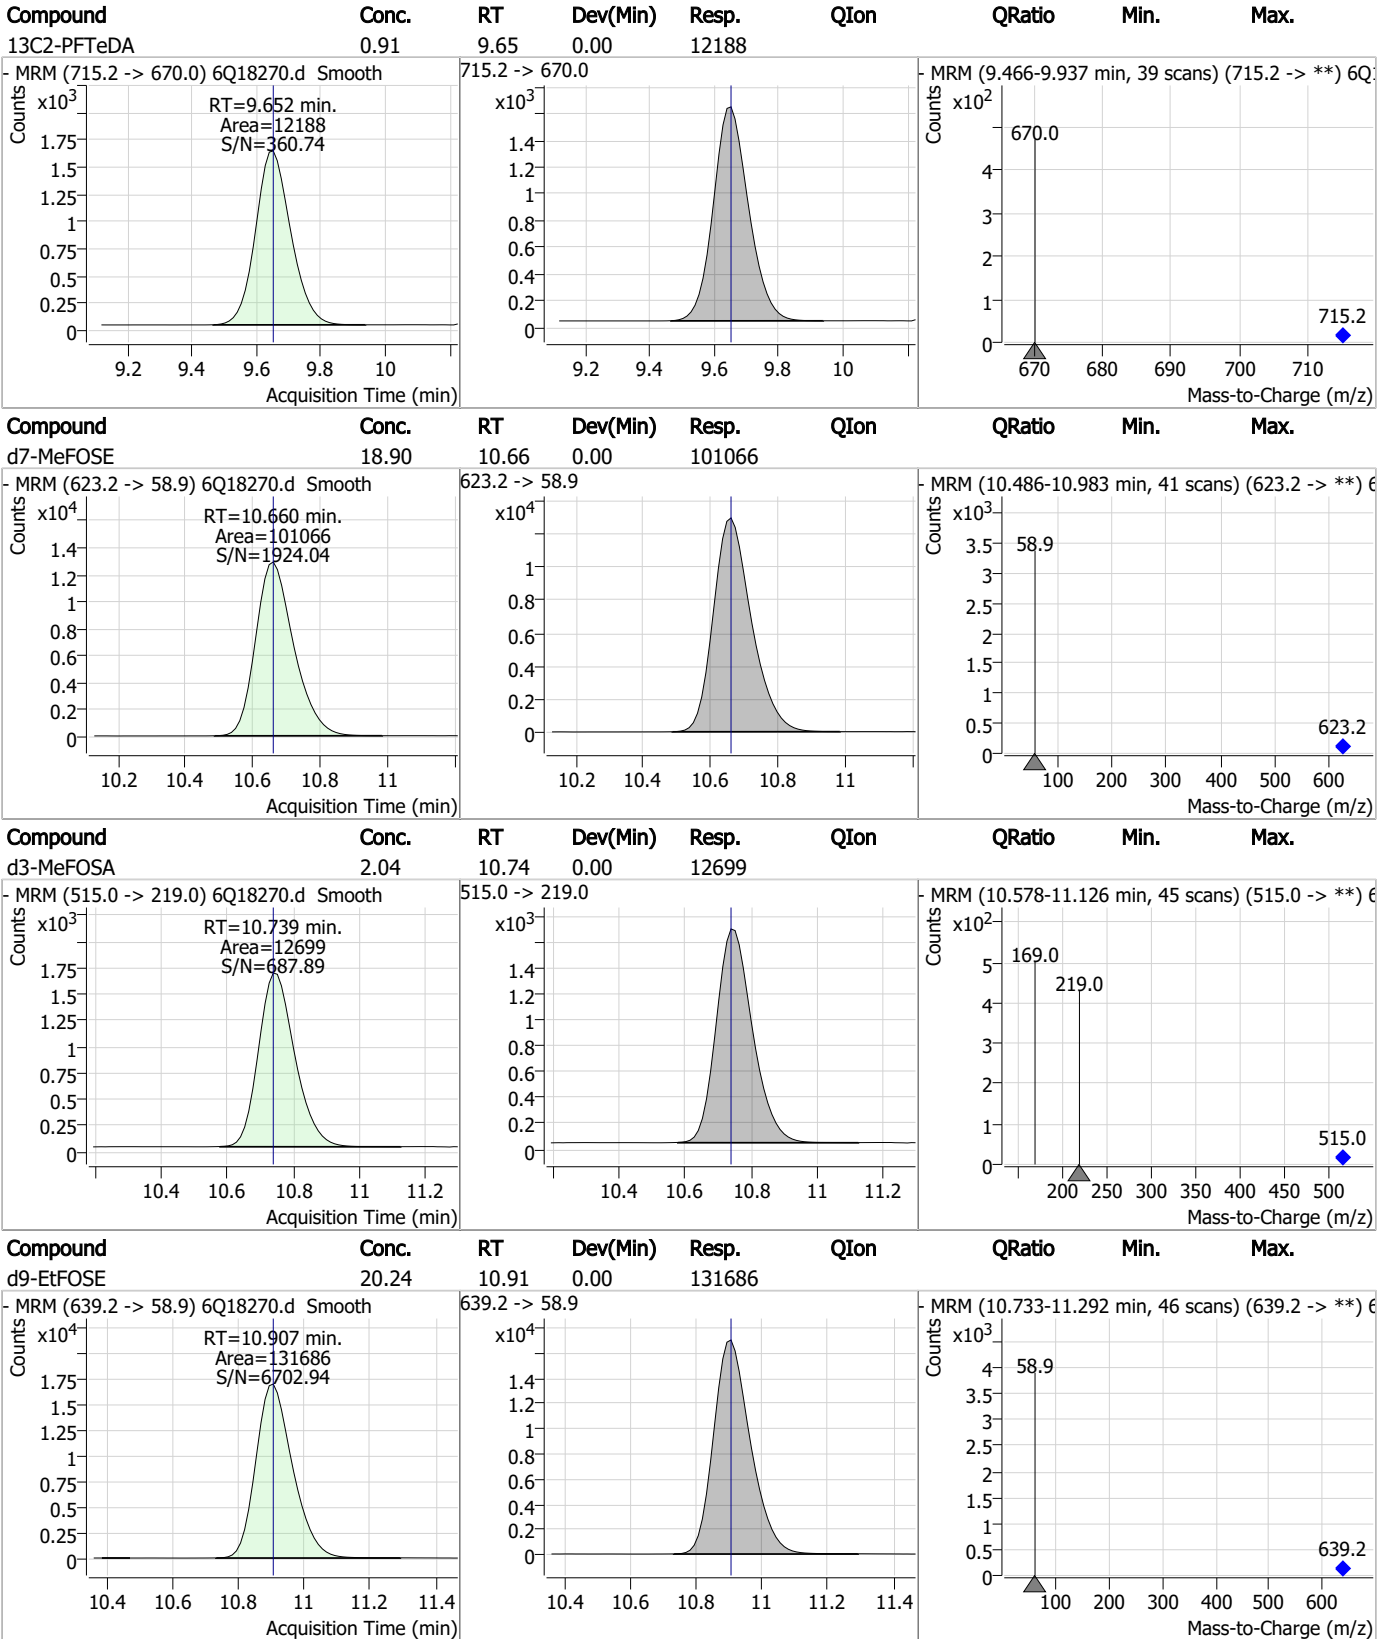 Compound Conc. RT Dev(Min) Resp. QIon QRatio Min. Max.
13C2-PFTeDA 0.91 9.65 0.00 12188
- MRM (715.2 -> 670.0) 6Q18270.d Smooth 715.2 -> 670.0 - MRM (9.466-9.937 min, 39 scans) (715.2 -> **) 6Q1
Counts x10³ RT=9.652 min. Area=12188 S/N=360.74
1.75 1.5 1.25 1 0.75 0.5 0.25 0
9.2 9.4 9.6 9.8 10
Acquisition Time (min)
x10³ 1.4 1.2 1 0.8 0.6 0.4 0.2 0
9.2 9.4 9.6 9.8 10
Counts x10² 670.0 715.2
4 3 2 1 0
670 680 690 700 710
Mass-to-Charge (m/z)
Compound Conc. RT Dev(Min) Resp. QIon QRatio Min. Max.
d7-MeFOSE 18.90 10.66 0.00 101066
- MRM (623.2 -> 58.9) 6Q18270.d Smooth 623.2 -> 58.9 - MRM (10.486-10.983 min, 41 scans) (623.2 -> **) 6
Counts x10⁴ RT=10.660 min. Area=101066 S/N=1924.04
1.4 1.2 1 0.8 0.6 0.4 0.2 0
10.2 10.4 10.6 10.8 11
Acquisition Time (min)
x10⁴ 1 0.8 0.6 0.4 0.2 0
10.2 10.4 10.6 10.8 11
Counts x10³ 58.9 623.2
3.5 3 2.5 2 1.5 1 0.5 0
100 200 300 400 500 600
Mass-to-Charge (m/z)
Compound Conc. RT Dev(Min) Resp. QIon QRatio Min. Max.
d3-MeFOSA 2.04 10.74 0.00 12699
- MRM (515.0 -> 219.0) 6Q18270.d Smooth 515.0 -> 219.0 - MRM (10.578-11.126 min, 45 scans) (515.0 -> **) 6
Counts x10³ RT=10.739 min. Area=12699 S/N=687.89
1.75 1.5 1.25 1 0.75 0.5 0.25 0
10.4 10.6 10.8 11 11.2
Acquisition Time (min)
x10³ 1.4 1.2 1 0.8 0.6 0.4 0.2 0
10.4 10.6 10.8 11 11.2
Counts x10² 169.0 219.0 515.0
5 4 3 2 1 0
200 250 300 350 400 450 500
Mass-to-Charge (m/z)
Compound Conc. RT Dev(Min) Resp. QIon QRatio Min. Max.
d9-EtFOSE 20.24 10.91 0.00 131686
- MRM (639.2 -> 58.9) 6Q18270.d Smooth 639.2 -> 58.9 - MRM (10.733-11.292 min, 46 scans) (639.2 -> **) 6
Counts x10⁴ RT=10.907 min. Area=131686 S/N=6702.94
1.75 1.5 1.25 1 0.75 0.5 0.25 0
10.4 10.6 10.8 11 11.2 11.4
Acquisition Time (min)
x10⁴ 1.4 1.2 1 0.8 0.6 0.4 0.2 0
10.4 10.6 10.8 11 11.2 11.4
Counts x10³ 58.9 639.2
4 3.5 3 2.5 2 1.5 1 0.5 0
100 200 300 400 500 600
Mass-to-Charge (m/z)